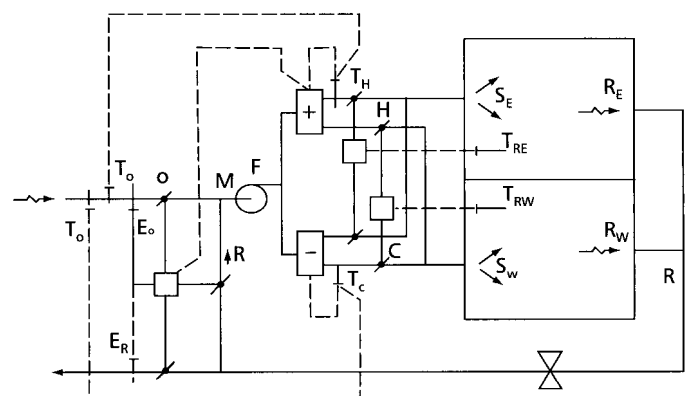 T_H
S_E
R_E
H
F
T_RE
T_o
o
M
T_RW
T_o
E_o
R
C
S_w
R_W
T_c
R
E_R
+
−